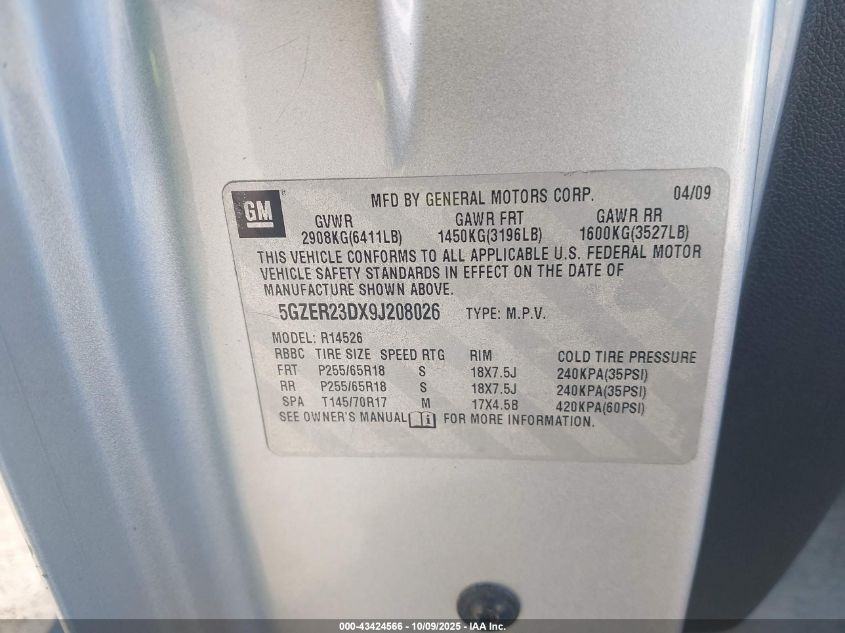 GM® MFD BY GENERAL MOTORS CORP. 04/09
GVWR GAWR FRT GAWR RR
2908KG(6411LB) 1450KG(3196LB) 1600KG(3527LB)
THIS VEHICLE CONFORMS TO ALL APPLICABLE U.S. FEDERAL MOTOR
VEHICLE SAFETY STANDARDS IN EFFECT ON THE DATE OF
MANUFACTURE SHOWN ABOVE.
5GZER23DX9J208026 TYPE: M.P.V.
MODEL: R14526
RBBC TIRE SIZE SPEED RTG RIM COLD TIRE PRESSURE
FRT P255/65R18 S 18X7.5J 240KPA(35PSI)
RR P255/65R18 S 18X7.5J 240KPA(35PSI)
SPA T145/70R17 M 17X4.5B 420KPA(60PSI)
SEE OWNER'S MANUAL FOR MORE INFORMATION.
000-43424566 - 10/09/2025 - IAA Inc.